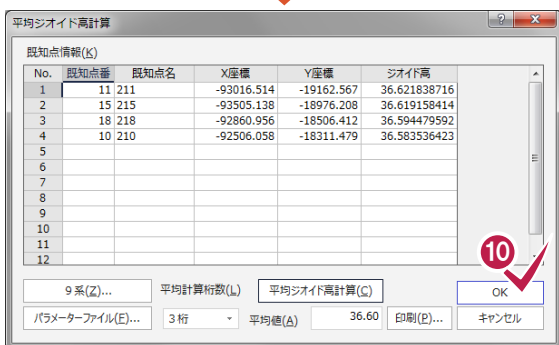 平均ジオイド高計算
既知点情報(K)
No. 既知点番 既知点名 X座標 Y座標 ジオイド高
1 11 211 -93016.514 -19162.567 36.621838716
2 15 215 -93505.138 -18976.208 36.619158414
3 18 218 -92860.956 -18506.412 36.594479592
4 10 210 -92506.058 -18311.479 36.583536423
5
6
7
8
9
10
11
12
10
9 系(Z)... 平均計算桁数(L) 平均ジオイド高計算(C) OK
パラメーターファイル(F)... 3 桁 平均値(A) 36.60 印刷(P)... キャンセル